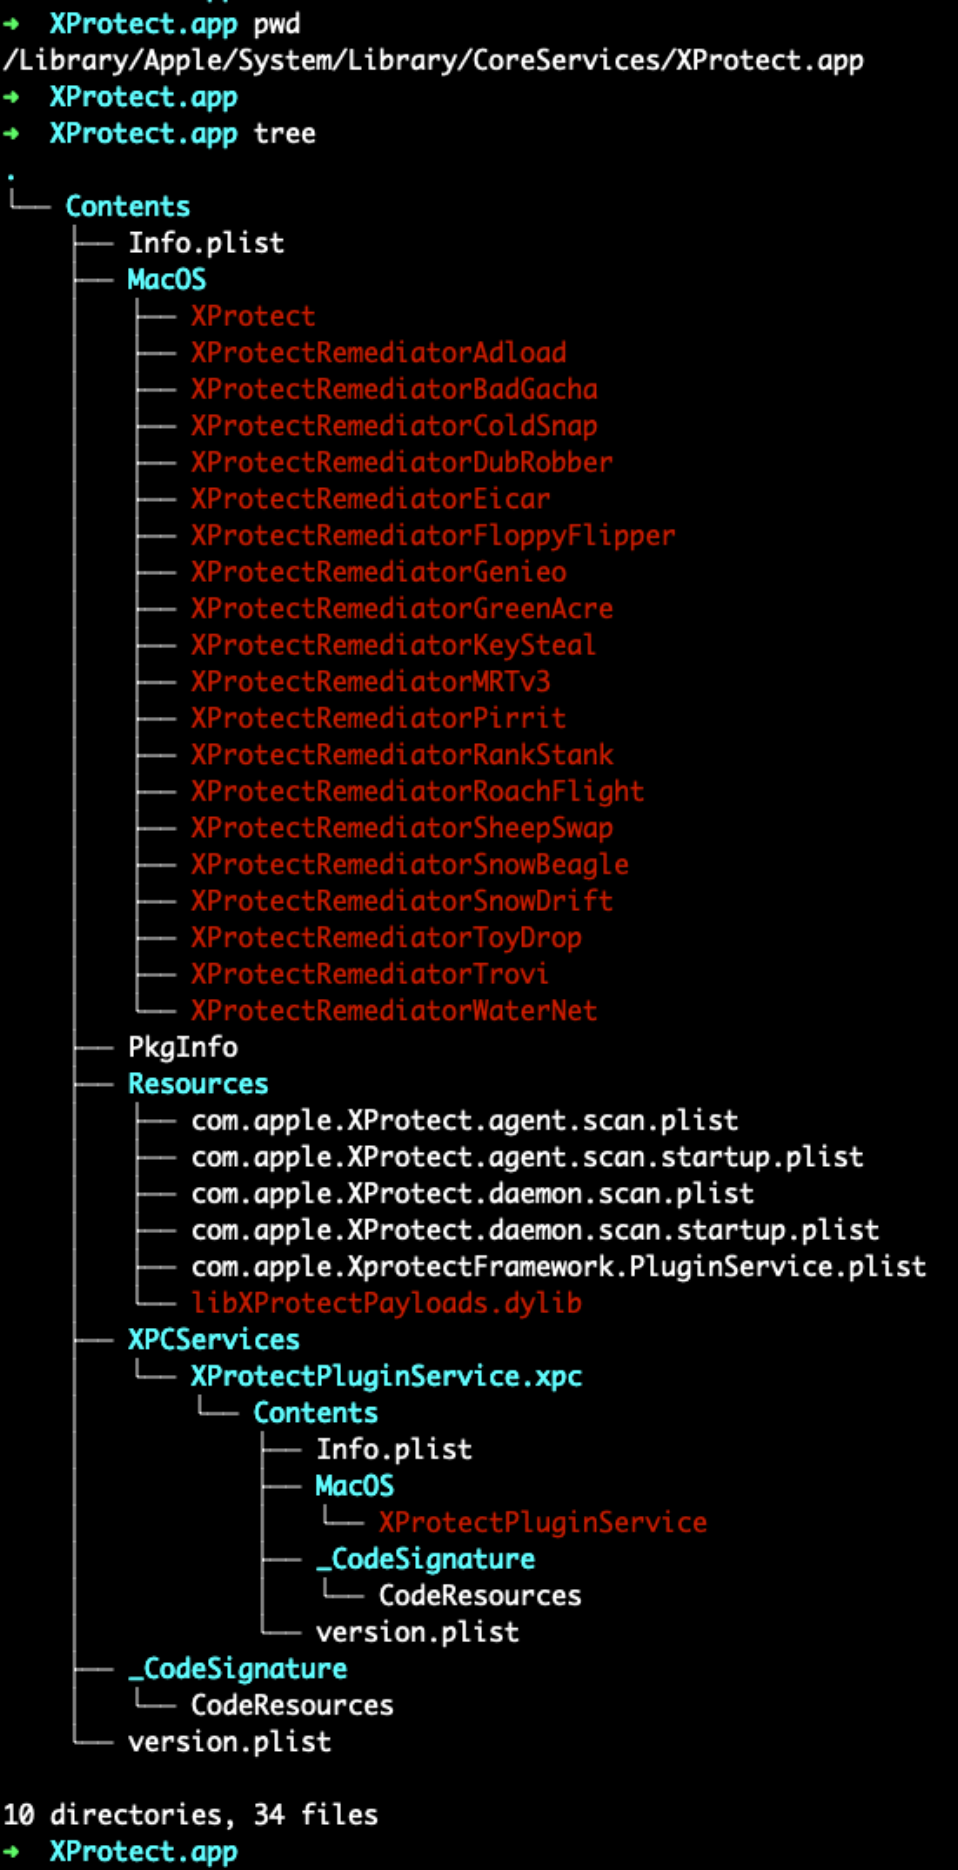 → XProtect.app pwd
/Library/Apple/System/Library/CoreServices/XProtect.app
→ XProtect.app
→ XProtect.app tree
.
└── Contents
    ├── Info.plist
    ├── MacOS
    │   ├── XProtect
    │   ├── XProtectRemediatorAdload
    │   ├── XProtectRemediatorBadGacha
    │   ├── XProtectRemediatorColdSnap
    │   ├── XProtectRemediatorDubRobber
    │   ├── XProtectRemediatorEicar
    │   ├── XProtectRemediatorFloppyFlipper
    │   ├── XProtectRemediatorGenieo
    │   ├── XProtectRemediatorGreenAcre
    │   ├── XProtectRemediatorKeySteal
    │   ├── XProtectRemediatorMRTv3
    │   ├── XProtectRemediatorPirrit
    │   ├── XProtectRemediatorRankStank
    │   ├── XProtectRemediatorRoachFlight
    │   ├── XProtectRemediatorSheepSwap
    │   ├── XProtectRemediatorSnowBeagle
    │   ├── XProtectRemediatorSnowDrift
    │   ├── XProtectRemediatorToyDrop
    │   ├── XProtectRemediatorTrovi
    │   └── XProtectRemediatorWaterNet
    ├── PkgInfo
    ├── Resources
    │   ├── com.apple.XProtect.agent.scan.plist
    │   ├── com.apple.XProtect.agent.scan.startup.plist
    │   ├── com.apple.XProtect.daemon.scan.plist
    │   ├── com.apple.XProtect.daemon.scan.startup.plist
    │   ├── com.apple.XprotectFramework.PluginService.plist
    │   └── libXProtectPayloads.dylib
    ├── XPCServices
    │   └── XProtectPluginService.xpc
    │       └── Contents
    │           ├── Info.plist
    │           ├── MacOS
    │           │   └── XProtectPluginService
    │           ├── _CodeSignature
    │           │   └── CodeResources
    │           └── version.plist
    ├── _CodeSignature
    │   └── CodeResources
    └── version.plist

10 directories, 34 files
→ XProtect.app